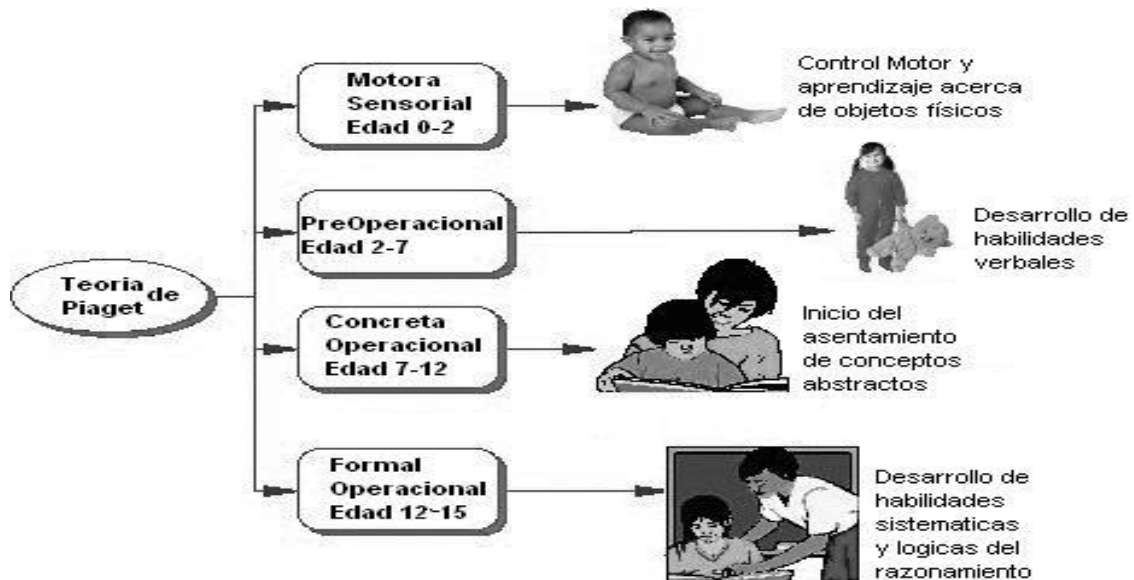 Teoria de
Piaget
Motora
Sensorial
Edad 0-2
Control Motor y
aprendizaje acerca
de objetos físicos
PreOperacional
Edad 2-7
Desarrollo de
habilidades
verbales
Concreta
Operacional
Edad 7-12
Inicio del
asentamiento
de conceptos
abstractos
Formal
Operacional
Edad 12~15
Desarrollo de
habilidades
sistematicas
y logicas del
razonamiento